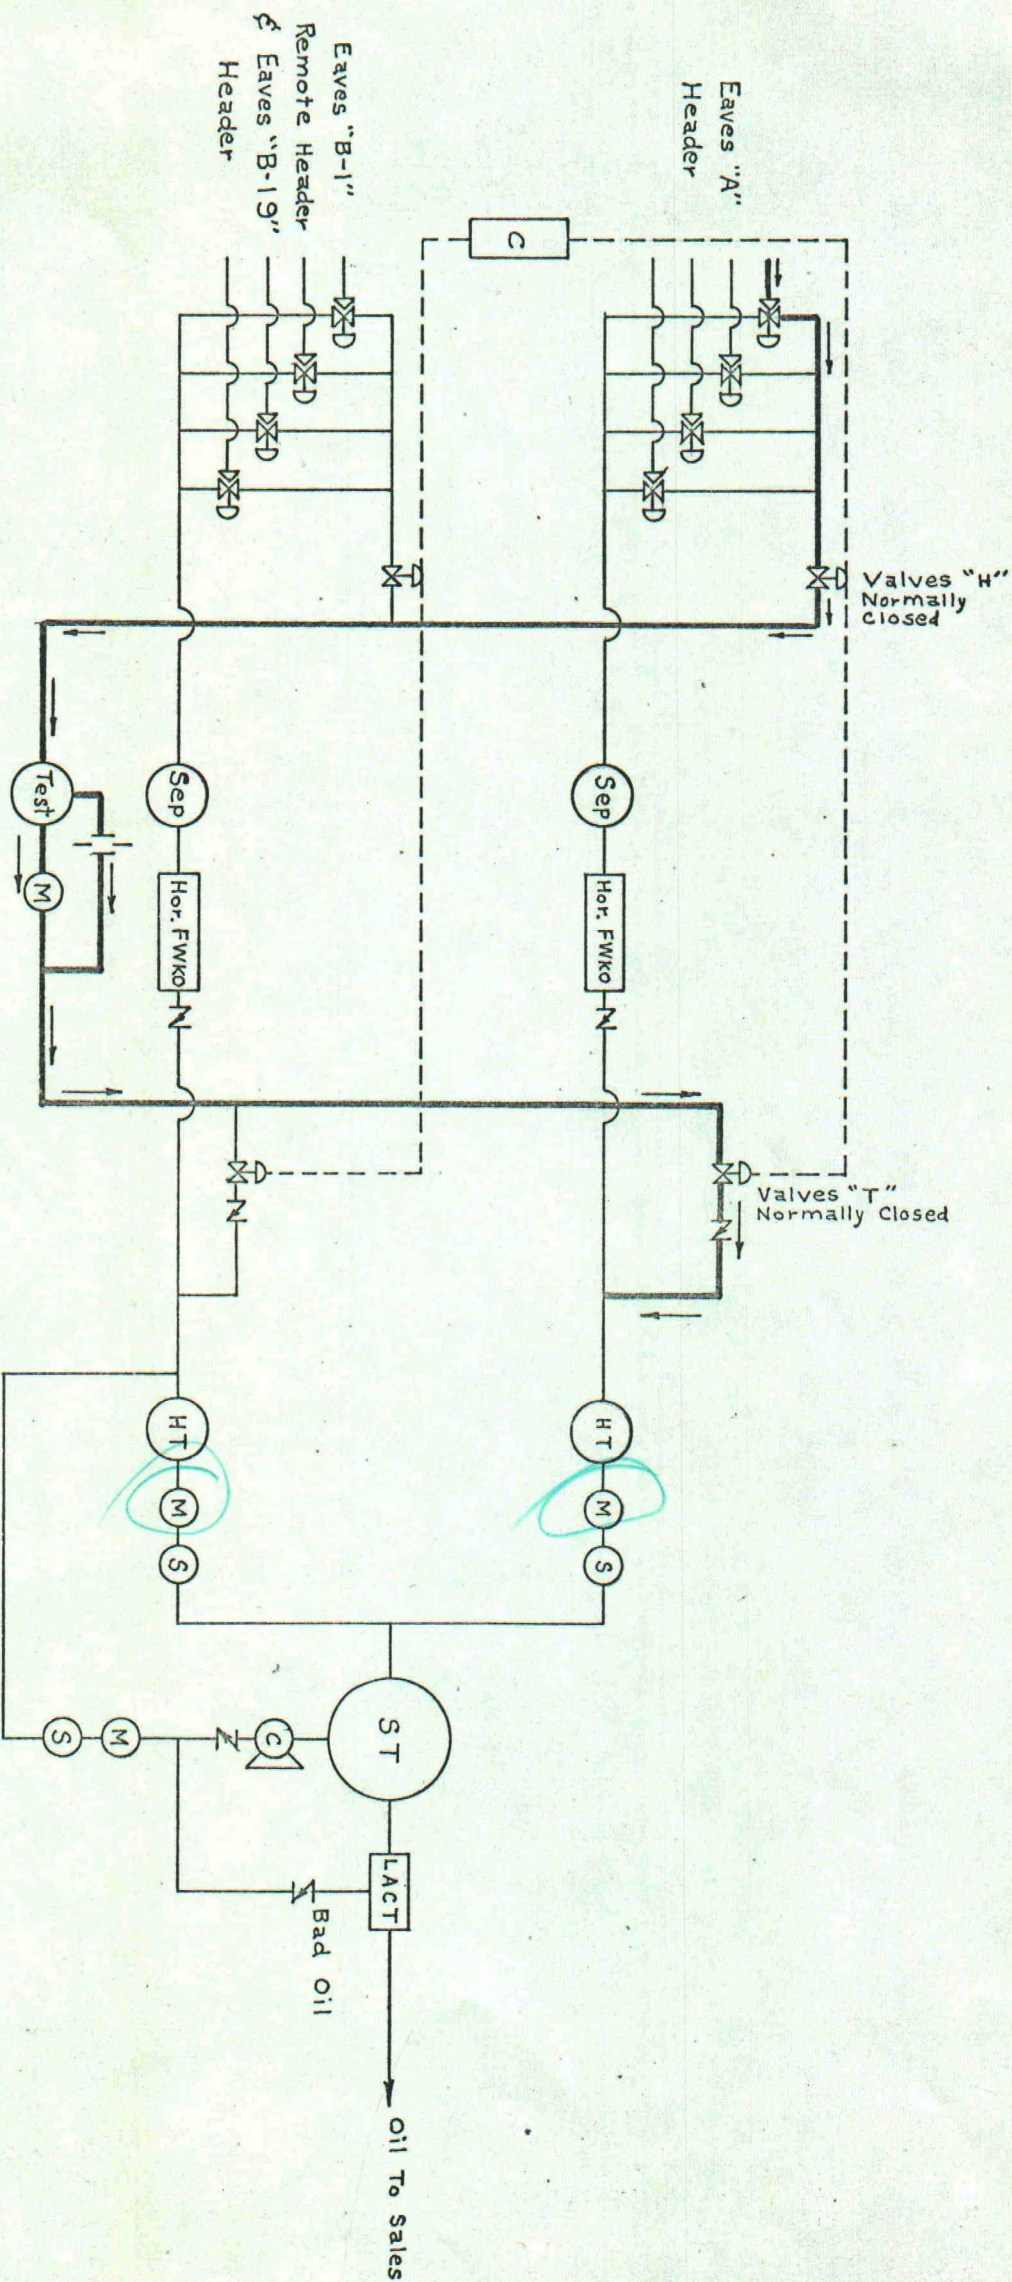 Eaves "B-1"
Remote Header
& Eaves "B-19"
Header
Eaves "A"
Header
C
Valves "H"
Normally
Closed
Test
M
Sep
Hor. FWKO
Sep
Hor. FWKO
Valves "T"
Normally Closed
HT
M
S
HT
M
S
ST
C
M
S
LACT
Bad Oil
Oil To Sales